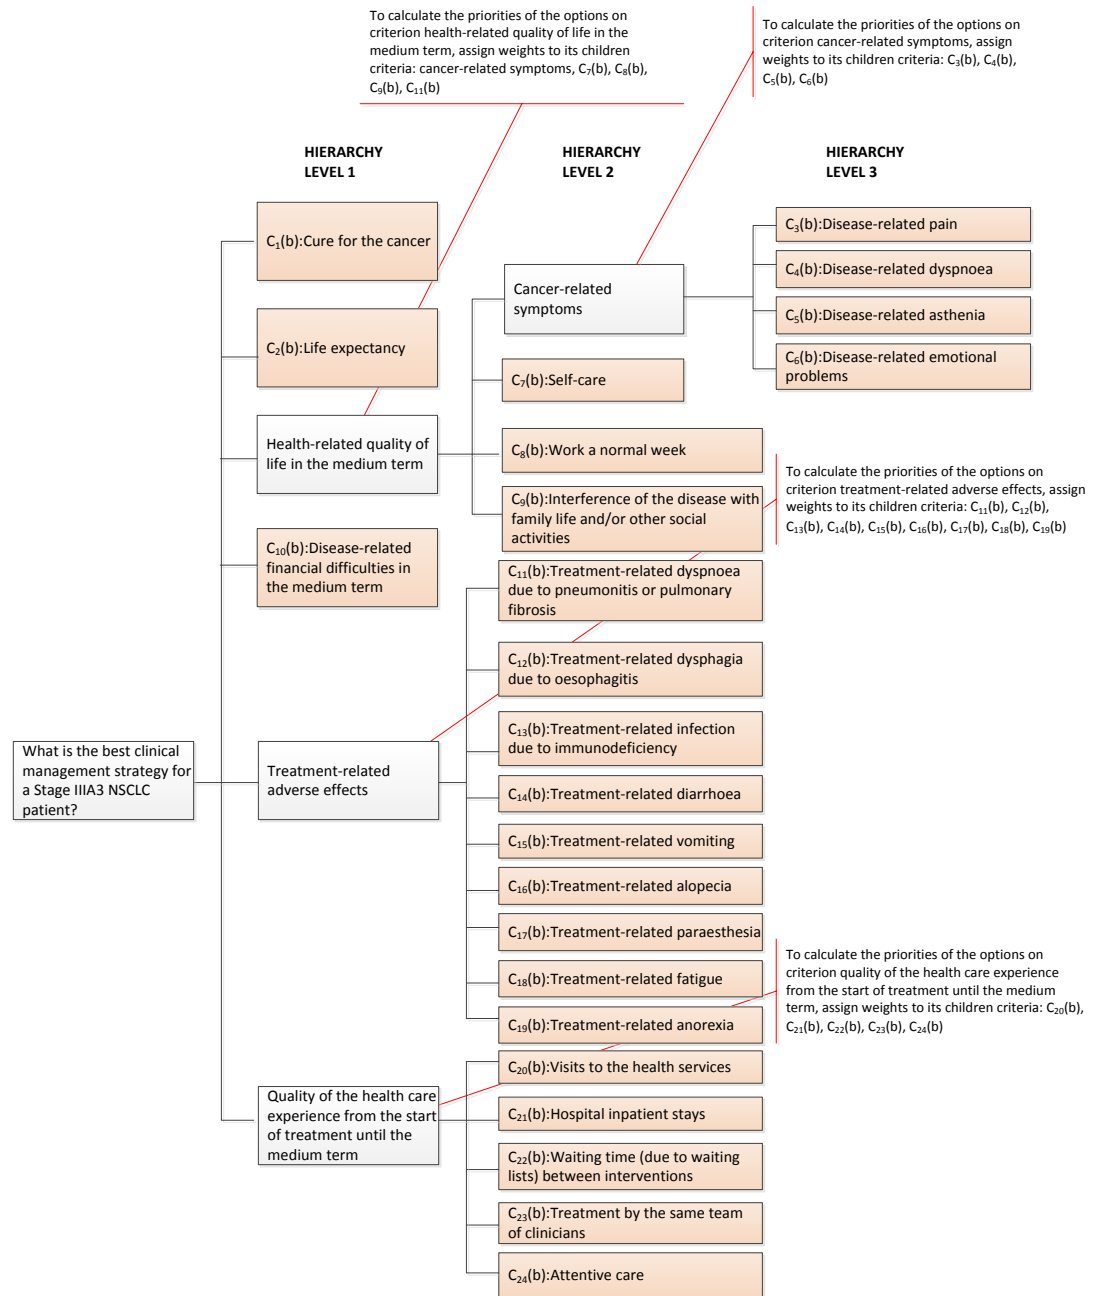 To calculate the priorities of the options on
criterion health-related quality of life in the
medium term, assign weights to its children
criteria: cancer-related symptoms, C7(b), C8(b),
C9(b), C11(b)
To calculate the priorities of the options on
criterion cancer-related symptoms, assign
weights to its children criteria: C3(b), C4(b),
C5(b), C6(b)
HIERARCHY
LEVEL 1
HIERARCHY
LEVEL 2
HIERARCHY
LEVEL 3
C1(b):Cure for the cancer
C2(b):Life expectancy
Health-related quality of
life in the medium term
C10(b):Disease-related
financial difficulties in
the medium term
What is the best clinical
management strategy for
a Stage IIIA3 NSCLC
patient?
Treatment-related
adverse effects
Quality of the health care
experience from the start
of treatment until the
medium term
Cancer-related
symptoms
C7(b):Self-care
C8(b):Work a normal week
C9(b):Interference of the disease with
family life and/or other social
activities
C11(b):Treatment-related dyspnoea
due to pneumonitis or pulmonary
fibrosis
C12(b):Treatment-related dysphagia
due to oesophagitis
C13(b):Treatment-related infection
due to immunodeficiency
C14(b):Treatment-related diarrhoea
C15(b):Treatment-related vomiting
C16(b):Treatment-related alopecia
C17(b):Treatment-related paraesthesia
C18(b):Treatment-related fatigue
C19(b):Treatment-related anorexia
C20(b):Visits to the health services
C21(b):Hospital inpatient stays
C22(b):Waiting time (due to waiting
lists) between interventions
C23(b):Treatment by the same team
of clinicians
C24(b):Attentive care
C3(b):Disease-related pain
C4(b):Disease-related dyspnoea
C5(b):Disease-related asthenia
C6(b):Disease-related emotional
problems
To calculate the priorities of the options on
criterion treatment-related adverse effects, assign
weights to its children criteria: C11(b), C12(b),
C13(b), C14(b), C15(b), C16(b), C17(b), C18(b), C19(b)
To calculate the priorities of the options on
criterion quality of the health care experience
from the start of treatment until the medium
term, assign weights to its children criteria: C20(b),
C21(b), C22(b), C23(b), C24(b)